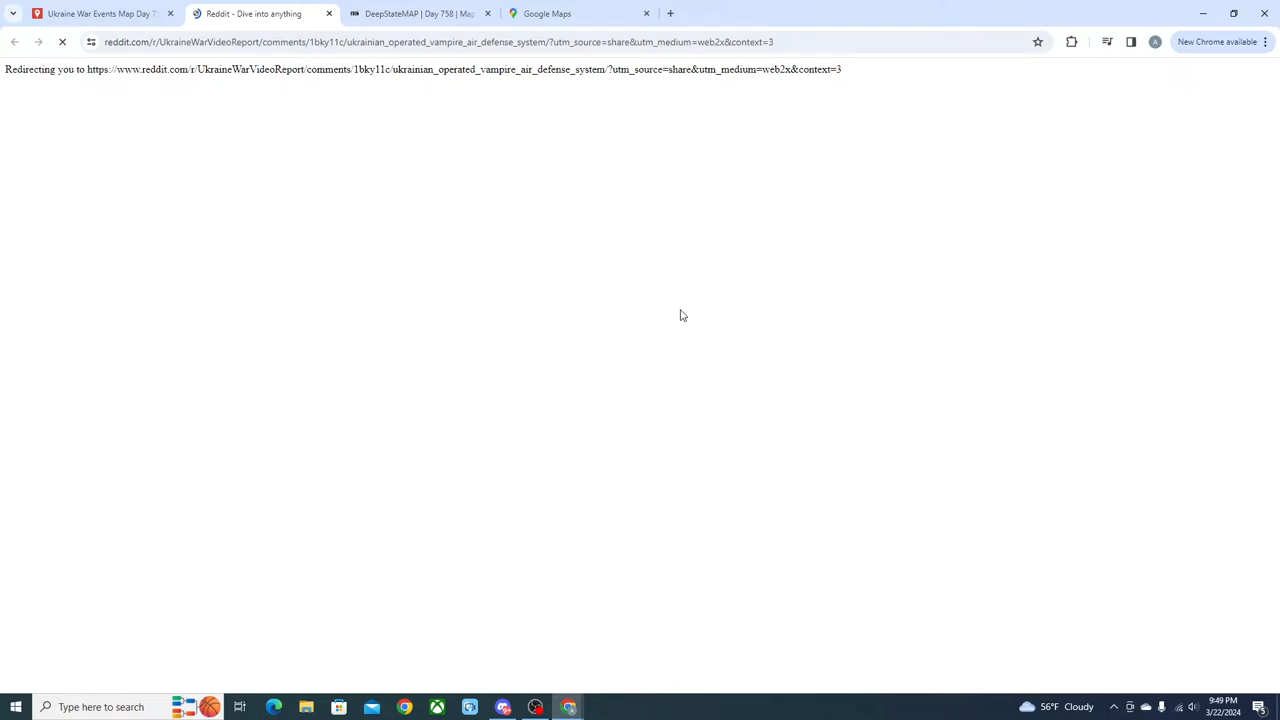 Ukraine War Events Map Day 7
Reddit - Dive into anything
DeepStateMAP | Day 758 | Map
Google Maps
reddit.com/r/UkraineWarVideoReport/comments/1bky11c/ukrainian_operated_vampire_air_defense_system/?utm_source=share&utm_medium=web2x&context=3
A
New Chrome available
Redirecting you to https://www.reddit.com/r/UkraineWarVideoReport/comments/1bky11c/ukrainian_operated_vampire_air_defense_system/?utm_source=share&utm_medium=web2x&context=3
Type here to search
56°F Cloudy
9:49 PM
3/22/2024